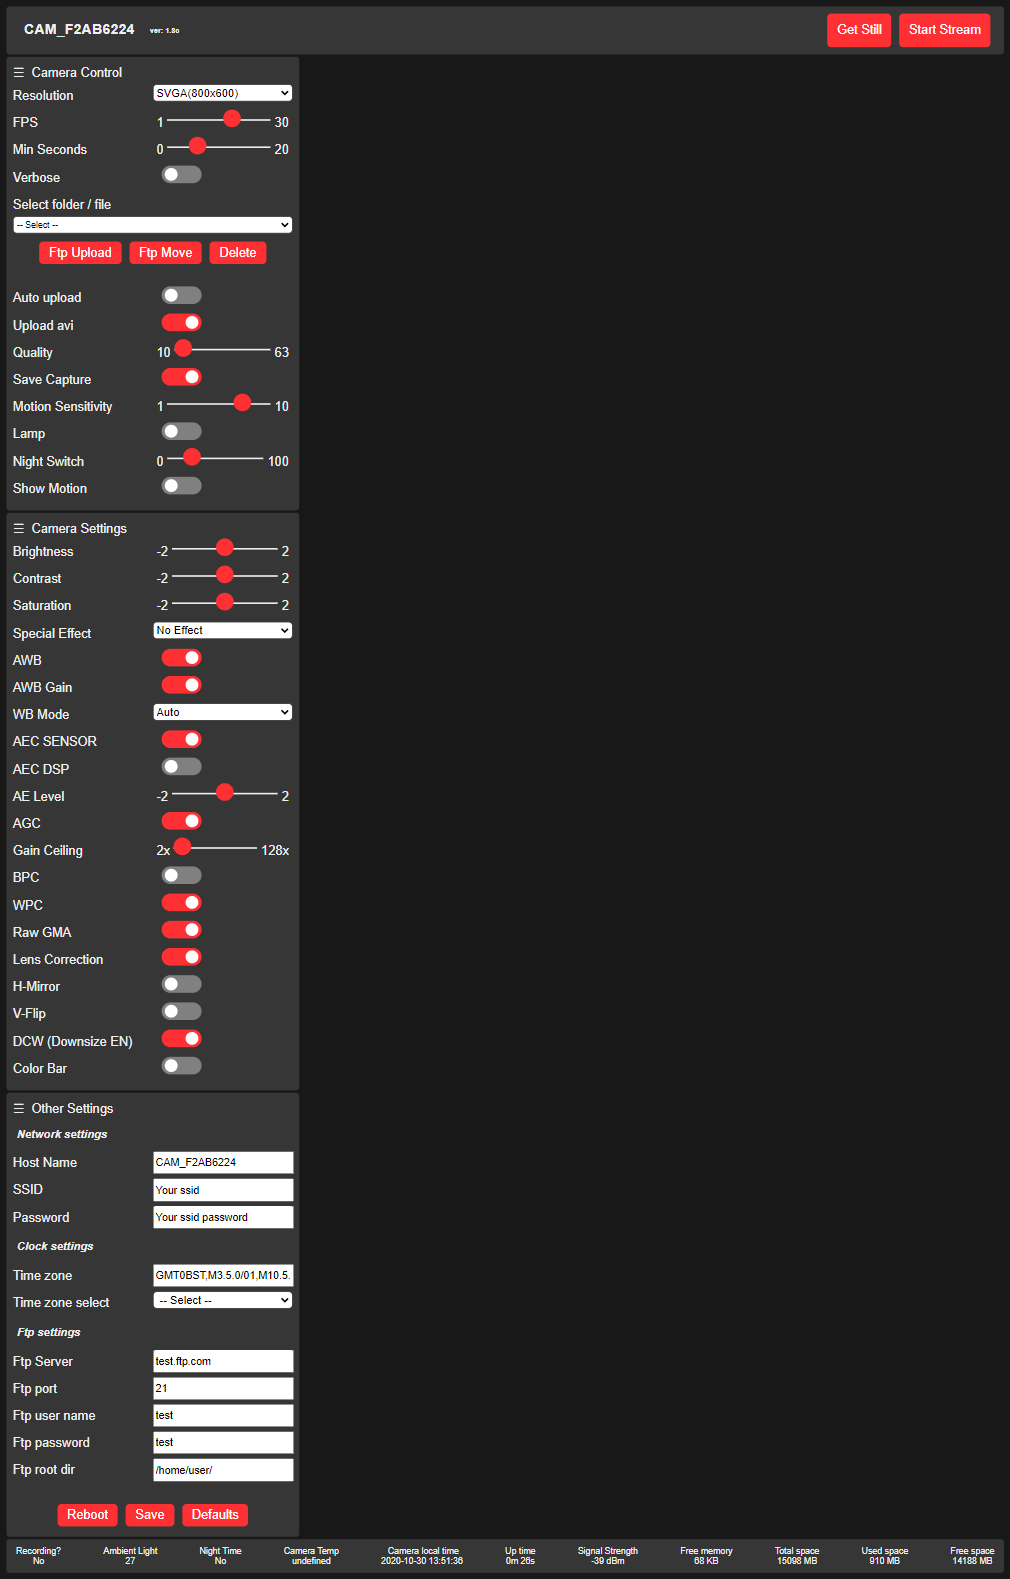 CAM_F2AB6224 ver: 1.8o Get Still Start Stream
☰ Camera Control
Resolution SVGA(800x600)
FPS 1 30
Min Seconds 0 20
Verbose
Select folder / file
-- Select --
Ftp Upload Ftp Move Delete
Auto upload
Upload avi
Quality 10 63
Save Capture
Motion Sensitivity 1 10
Lamp
Night Switch 0 100
Show Motion
☰ Camera Settings
Brightness -2 2
Contrast -2 2
Saturation -2 2
Special Effect No Effect
AWB
AWB Gain
WB Mode Auto
AEC SENSOR
AEC DSP
AE Level -2 2
AGC
Gain Ceiling 2x 128x
BPC
WPC
Raw GMA
Lens Correction
H-Mirror
V-Flip
DCW (Downsize EN)
Color Bar
☰ Other Settings
Network settings
Host Name CAM_F2AB6224
SSID Your ssid
Password Your ssid password
Clock settings
Time zone GMT0BST,M3.5.0/01,M10.5.
Time zone select -- Select --
Ftp settings
Ftp Server test.ftp.com
Ftp port 21
Ftp user name test
Ftp password test
Ftp root dir /home/user/
Reboot Save Defaults
Recording? Ambient Light Night Time Camera Temp Camera local time Up time Signal Strength Free memory Total space Used space Free space
No 27 No undefined 2020-10-30 13:51:36 0m 26s -39 dBm 68 KB 15098 MB 910 MB 14188 MB